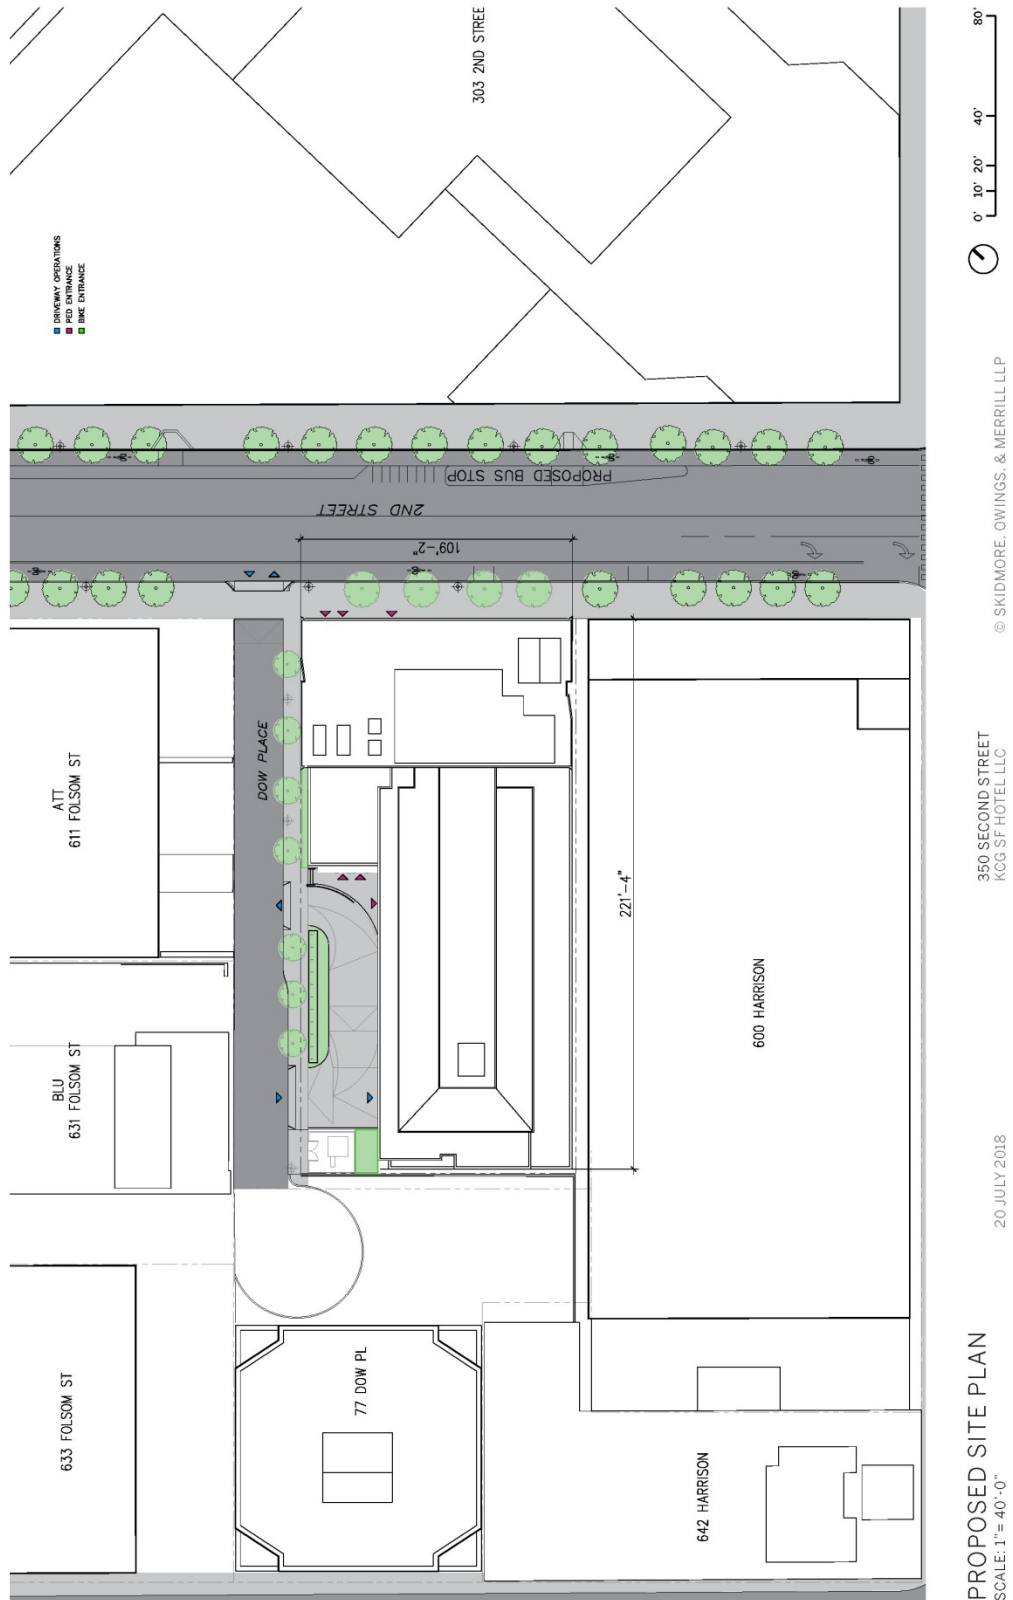 303 2ND STREE
DRIVEWAY OPERATIONS
PED ENTRANCE
BIKE ENTRANCE
PROPOSED BUS STOP
2ND STREET
109'-2"
DOW PLACE
ATT
611 FOLSOM ST
BLU
631 FOLSOM ST
633 FOLSOM ST
77 DOW PL
221'-4"
600 HARRISON
642 HARRISON
PROPOSED SITE PLAN
SCALE: 1" = 40'-0"
20 JULY 2018
350 SECOND STREET
KCG SF HOTEL LLC
© SKIDMORE, OWINGS, & MERRILL LLP
0' 10' 20' 40' 80'